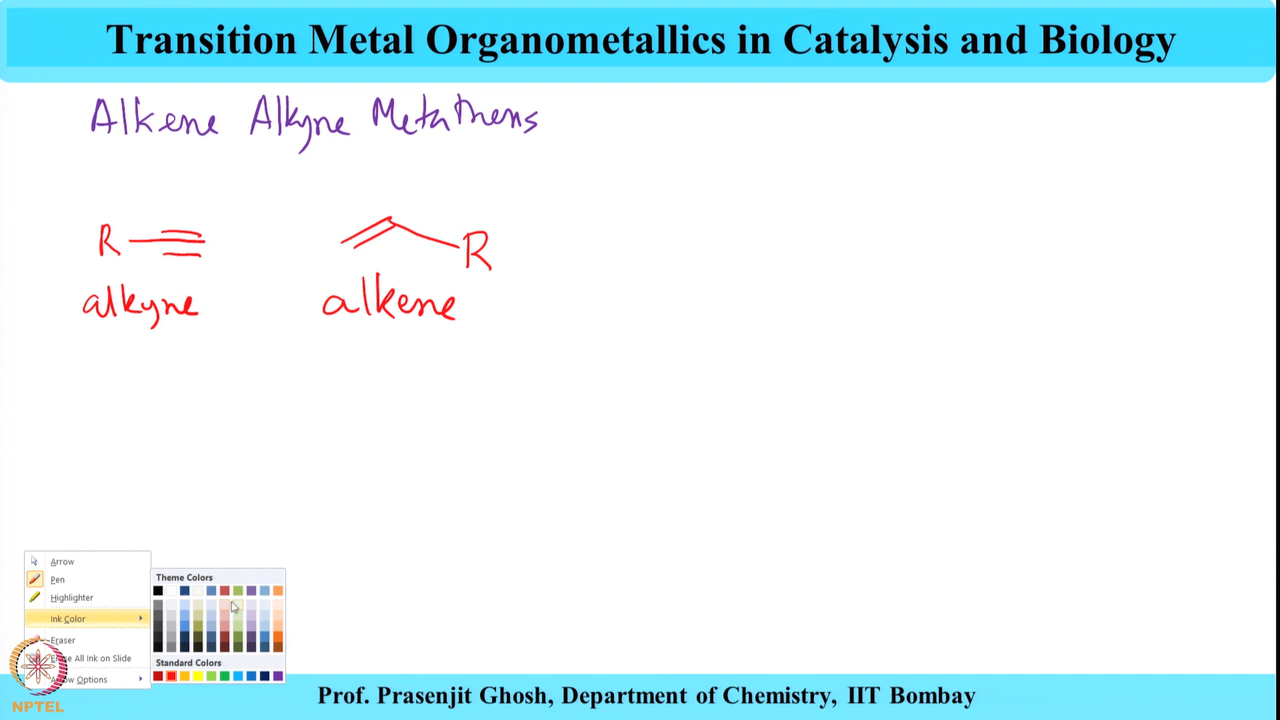 Transition Metal Organometallics in Catalysis and Biology
Alkene Alkyne Metathens
R R
alkyne alkene
Arrow
Pen
Highlighter
Ink Color
Eraser
Erase All Ink on Slide
Arrow Options
Theme Colors
Standard Colors
Prof. Prasenjit Ghosh, Department of Chemistry, IIT Bombay
NPTEL